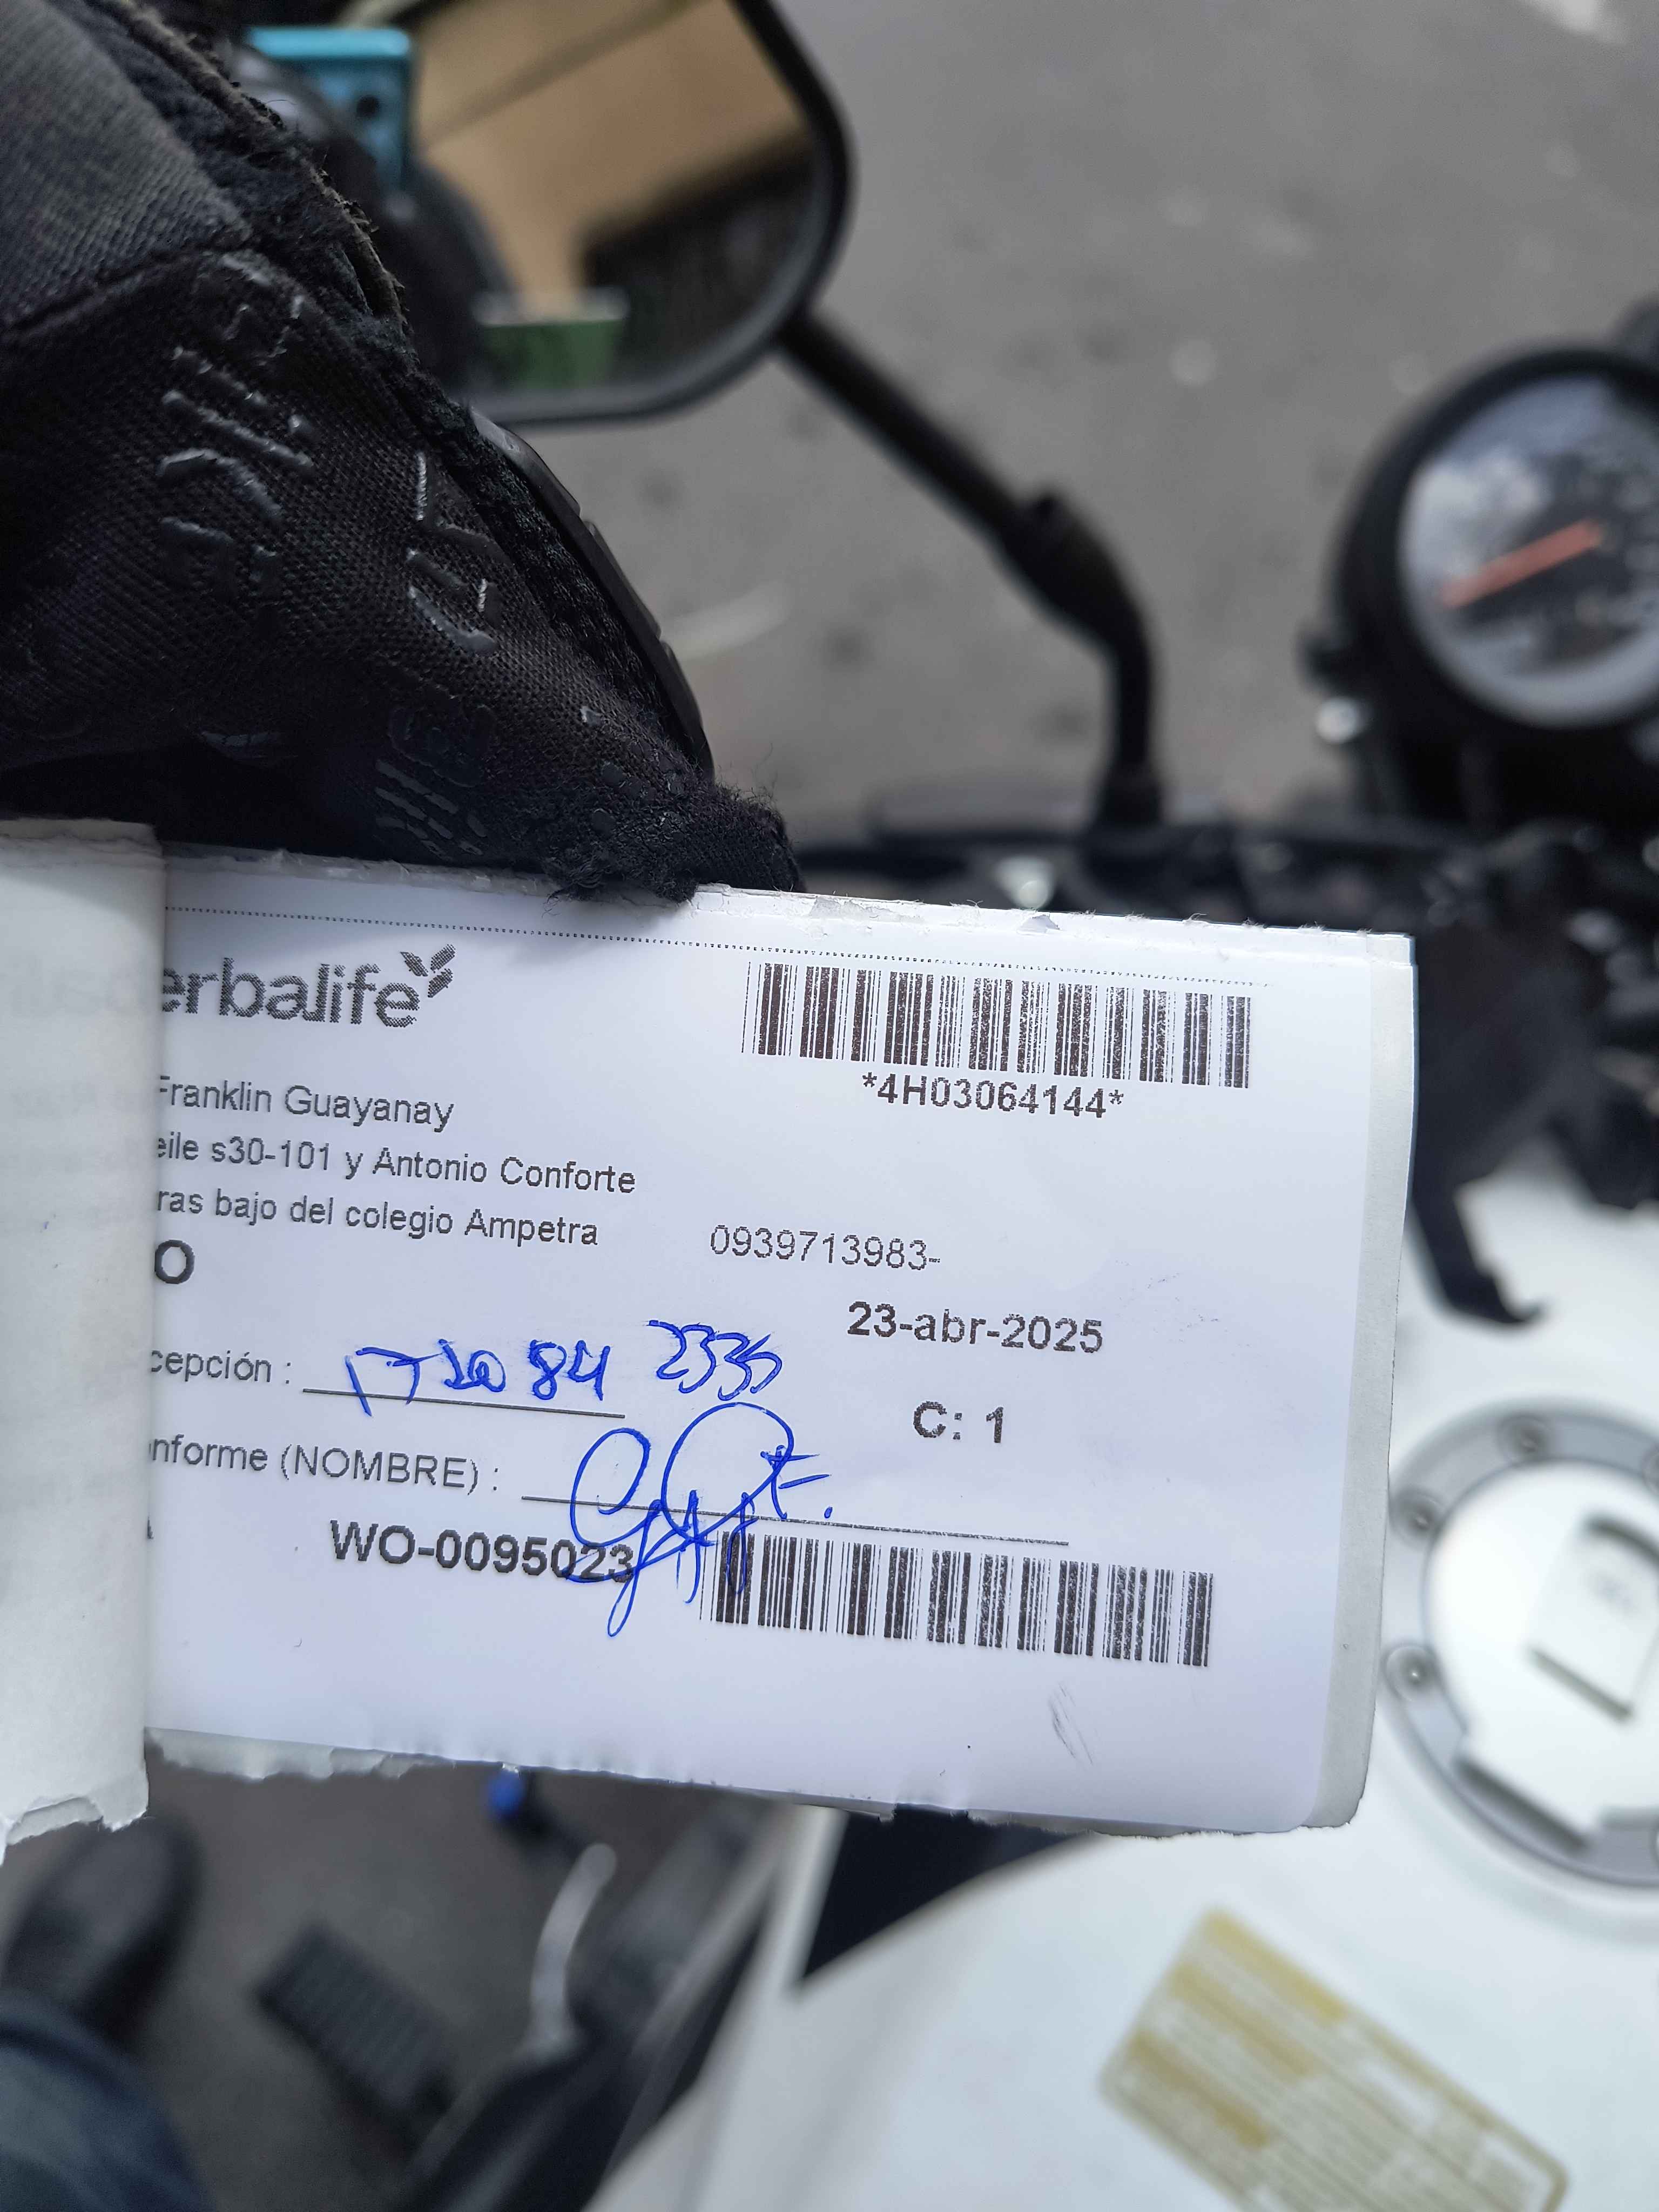 erbalife
*4H03064144*
Franklin Guayanay
eile s30-101 y Antonio Conforte
ras bajo del colegio Ampetra 0939713983-
O
23-abr-2025
cepción : 1710842335
C: 1
nforme (NOMBRE) :
WO-0095023